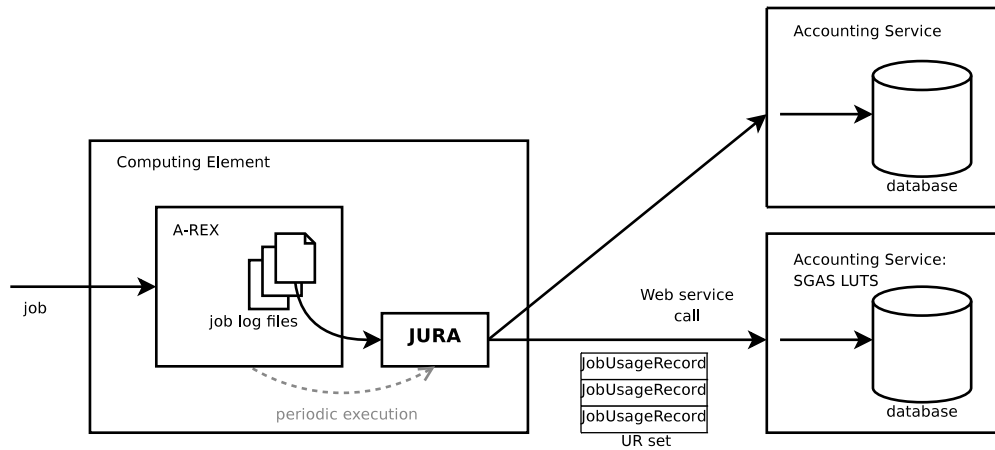 Accounting Service
database
Computing Element
A-REX
job log files
job
JURA
periodic execution
Web service
call
JobUsageRecord
JobUsageRecord
JobUsageRecord
UR set
Accounting Service:
SGAS LUTS
database